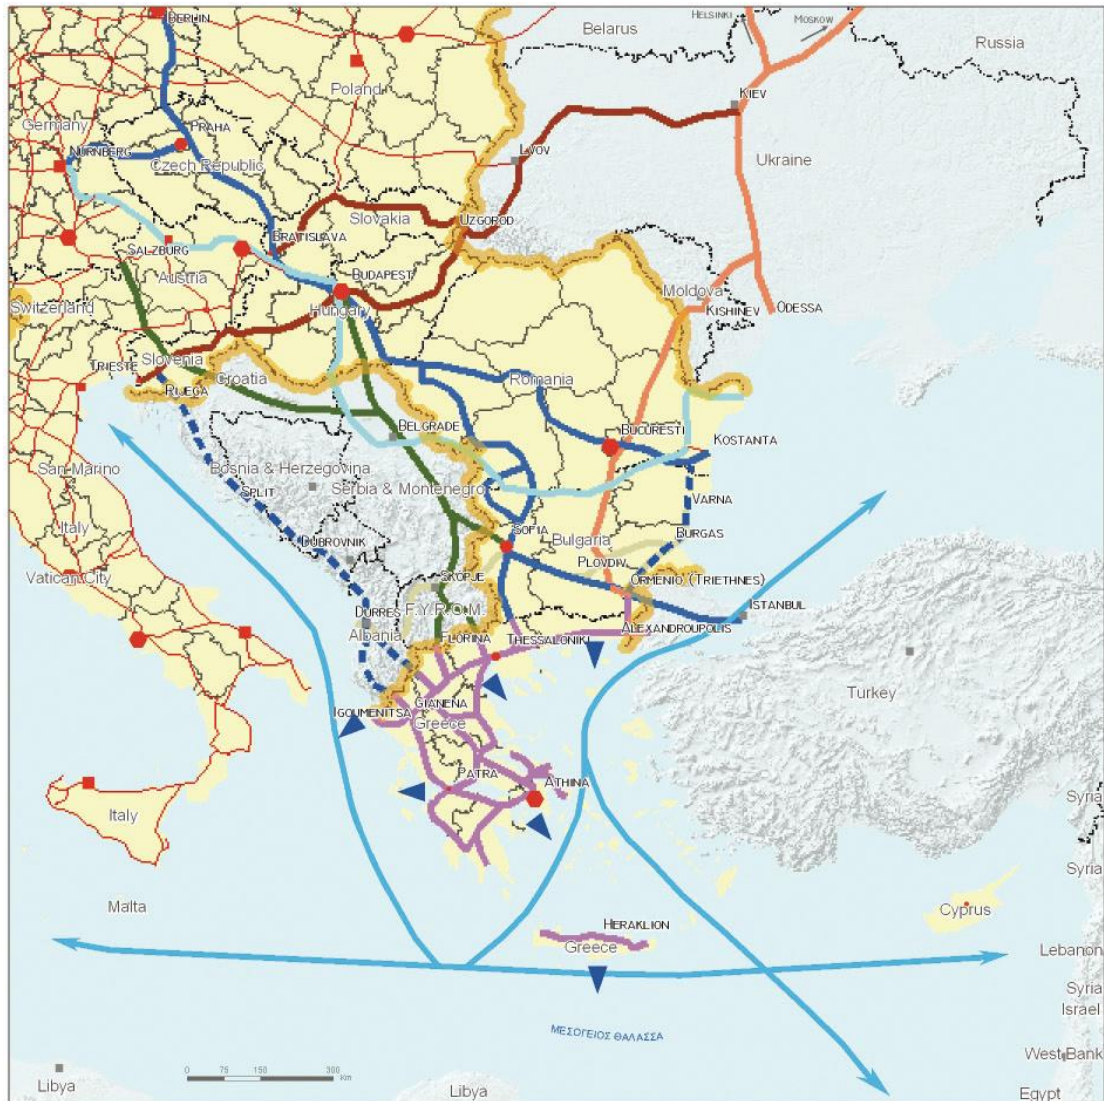 HELSINKI
MOSKOW
BERLIN
Belarus
Russia
Poland
KIEV
Germany
PRAHA
NURNBERG
Czech Republic
LVOV
Ukraine
Slovakia
UZGOROD
BRATISLAVA
SALZBURG
Austria
BUDAPEST
Hungary
Moldova
KISHINEV
ODESSA
Switzerland
TRIESTE
Slovenia
Croatia
RIJEGA
Romania
BELGRADE
BUCURESTI
KOSTANTA
San Marino
Bosnia & Herzegovina
Serbia & Montenegro
SPLIT
VARNA
Italy
DUBROVNIK
SOFIA
Bulgaria
BURGAS
Vatican City
PLOVDIV
SKOPJE
ORMENIO (TRIETHNES)
ISTANBUL
DURRES
F.Y.R.O.M.
Albania
FLORINA
THESSALONIKI
ALEXANDROUPOLIS
Turkey
GIANENA
IGOUMENITSA
Greece
PATRA
ATHINA
Italy
Syria
Syria
Malta
Cyprus
HERAKLION
Greece
Lebanon
Syria
Israel
ΜΕΣΟΓΕΙΟΣ ΘΑΛΑΣΣΑ
West Bank
0 75 150 300
Km
Libya
Libya
Egypt